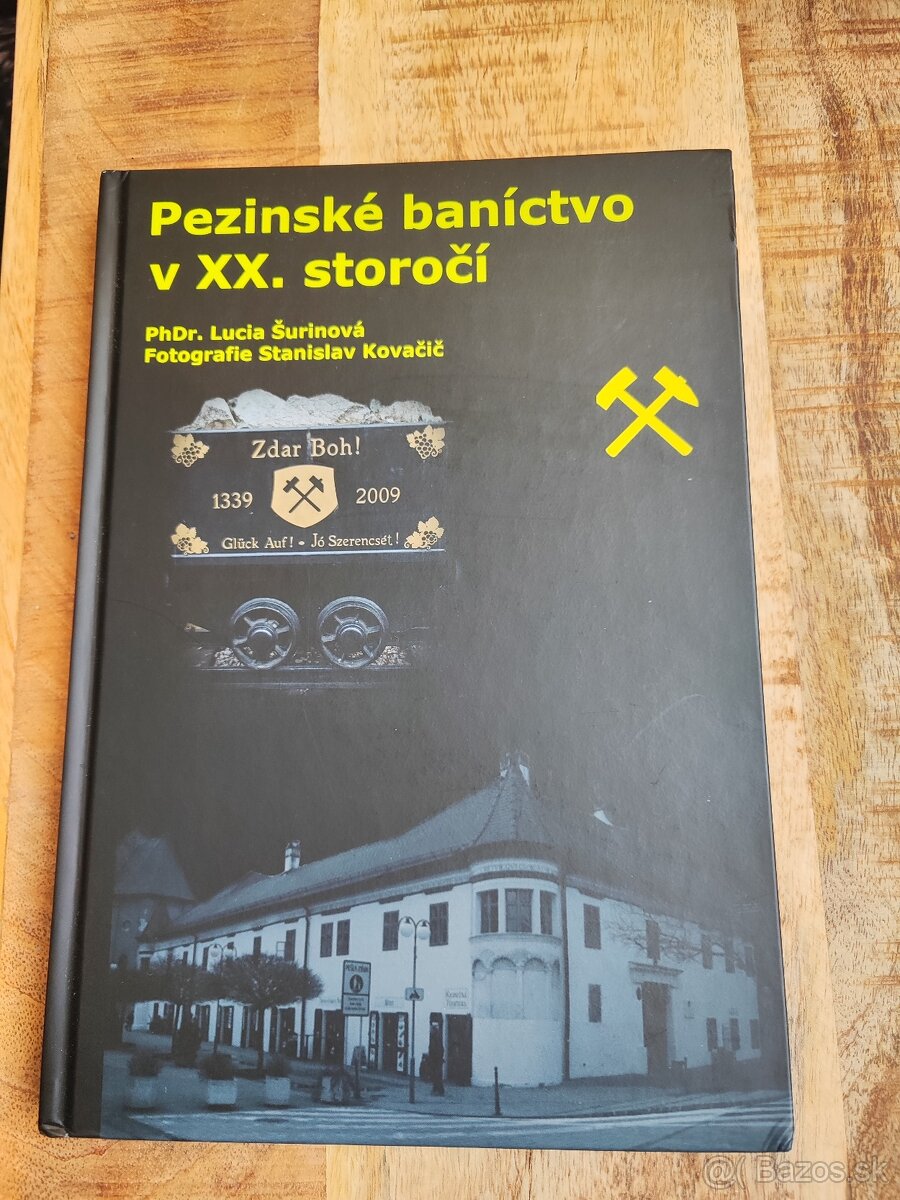 Pezinské baníctvo
v XX. storočí
PhDr. Lucia Šurinová
Fotografie Stanislav Kovačič
Zdar Boh!
1339 2009
Glück Auf! - Jó Szerencsét!
@ Bazos.sk